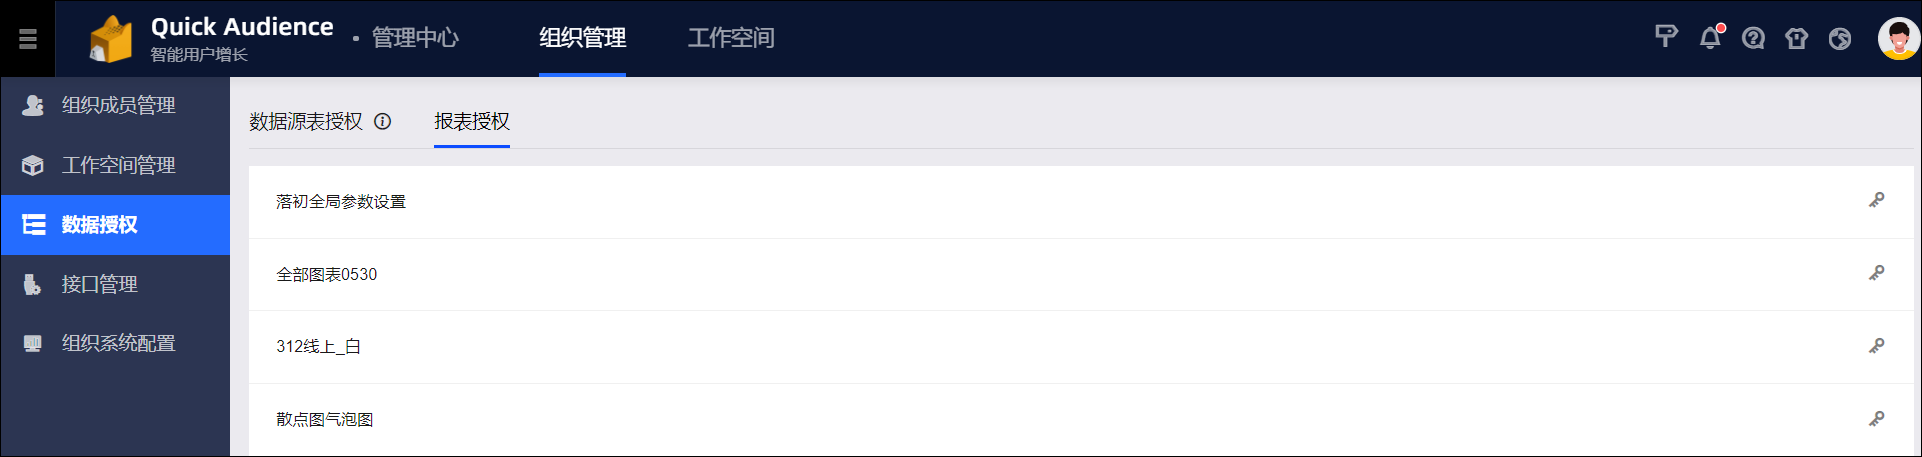 Quick Audience
智能用户增长
· 管理中心
组织管理
工作空间
组织成员管理
工作空间管理
数据授权
接口管理
组织系统配置
数据源表授权
报表授权
落初全局参数设置
全部图表0530
312线上_白
散点图气泡图